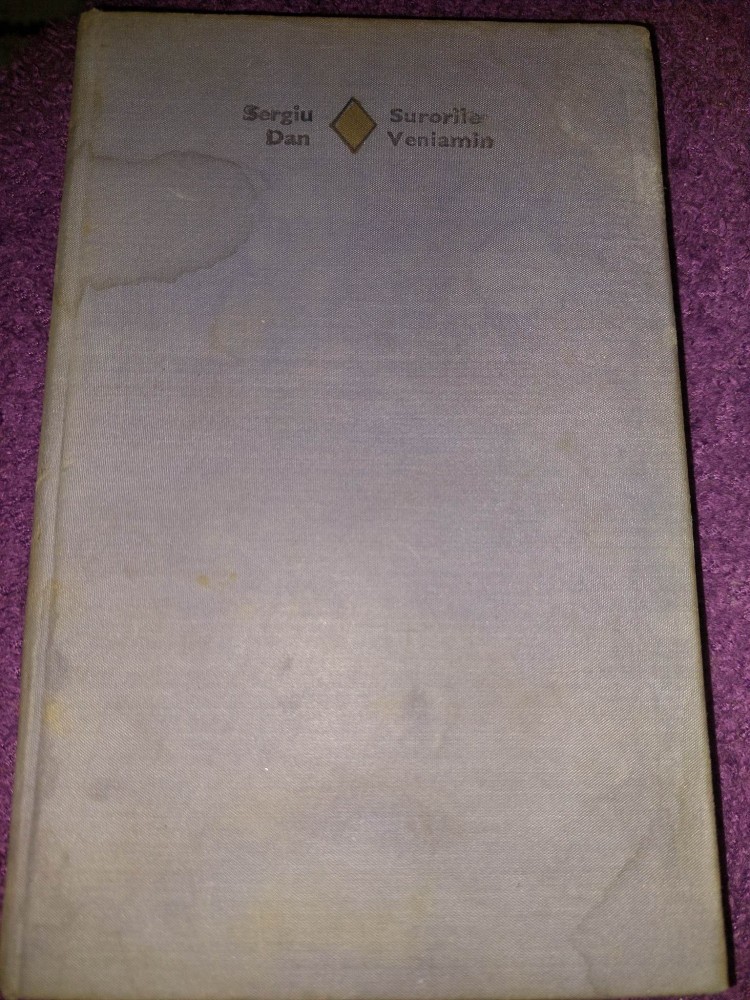 Sergiu
Dan
Surorile
Veniamin